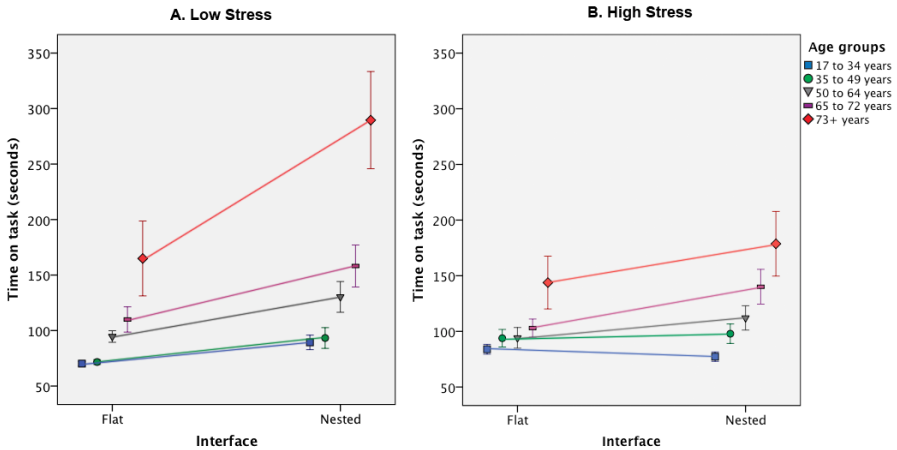 A. Low Stress
350
300
250
200
150
100
50
Time on task (seconds)
Flat
Nested
Interface
B. High Stress
350
300
250
200
150
100
50
Time on task (seconds)
Flat
Nested
Interface
Age groups
17 to 34 years
35 to 49 years
50 to 64 years
65 to 72 years
73+ years